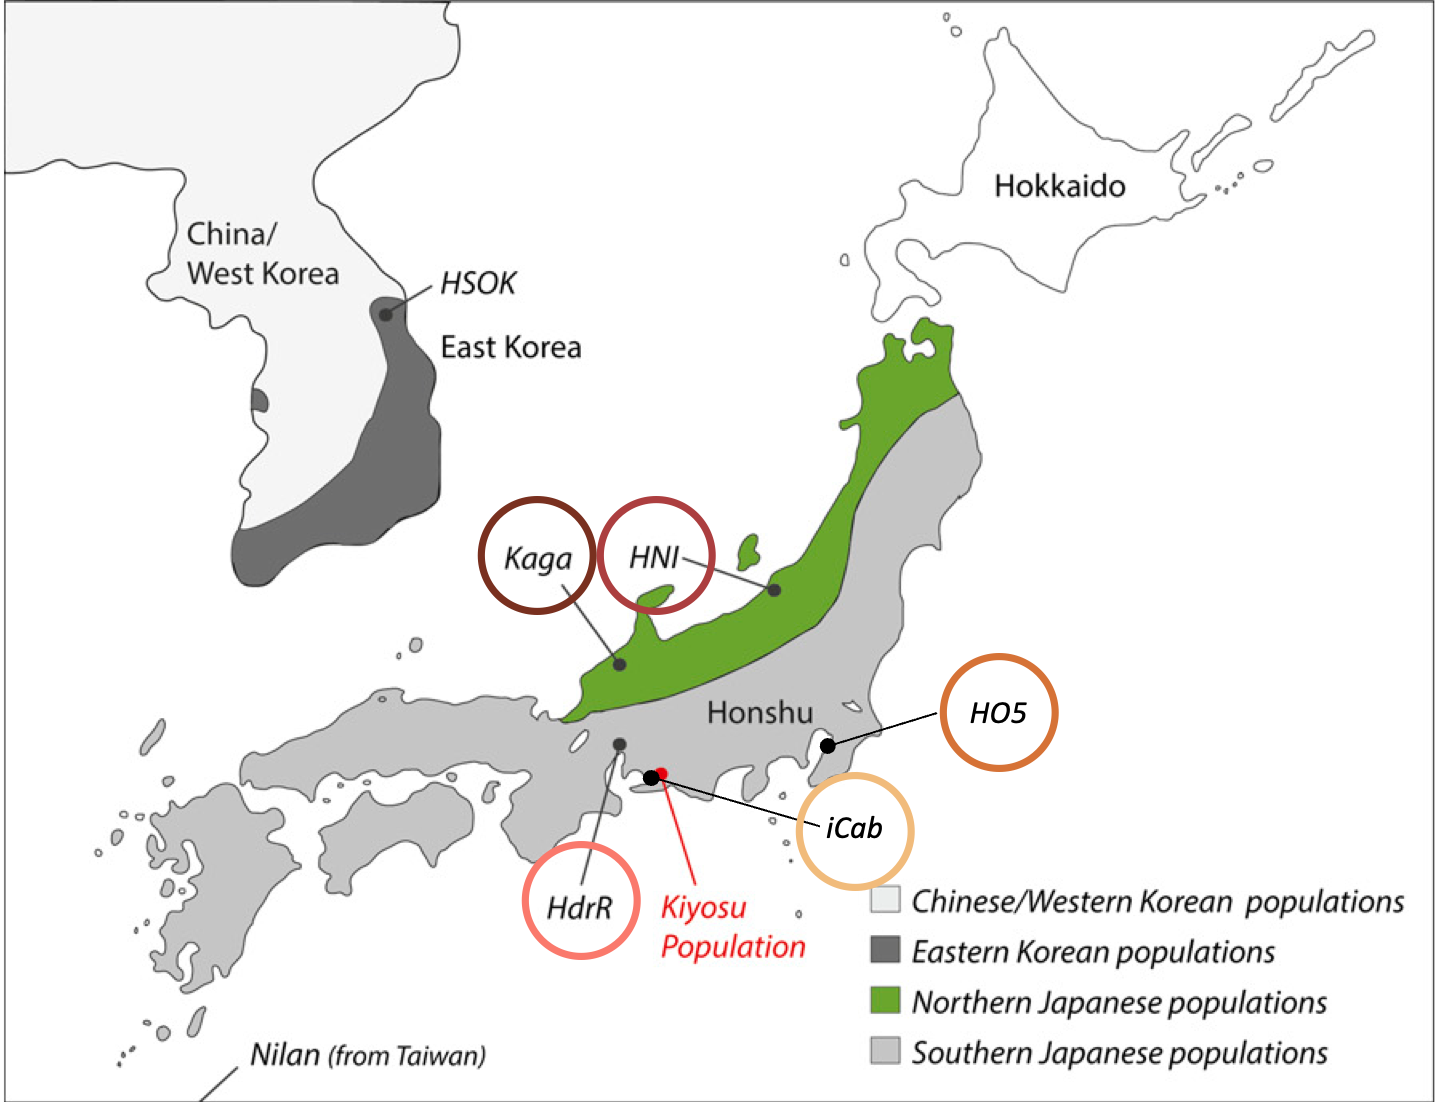 Hokkaido
China/
West Korea
HSOK
East Korea
Kaga
HNI
Honshu
HO5
iCab
HdrR
Kiyosu
Population
Chinese/Western Korean populations
Eastern Korean populations
Northern Japanese populations
Southern Japanese populations
Nilan (from Taiwan)